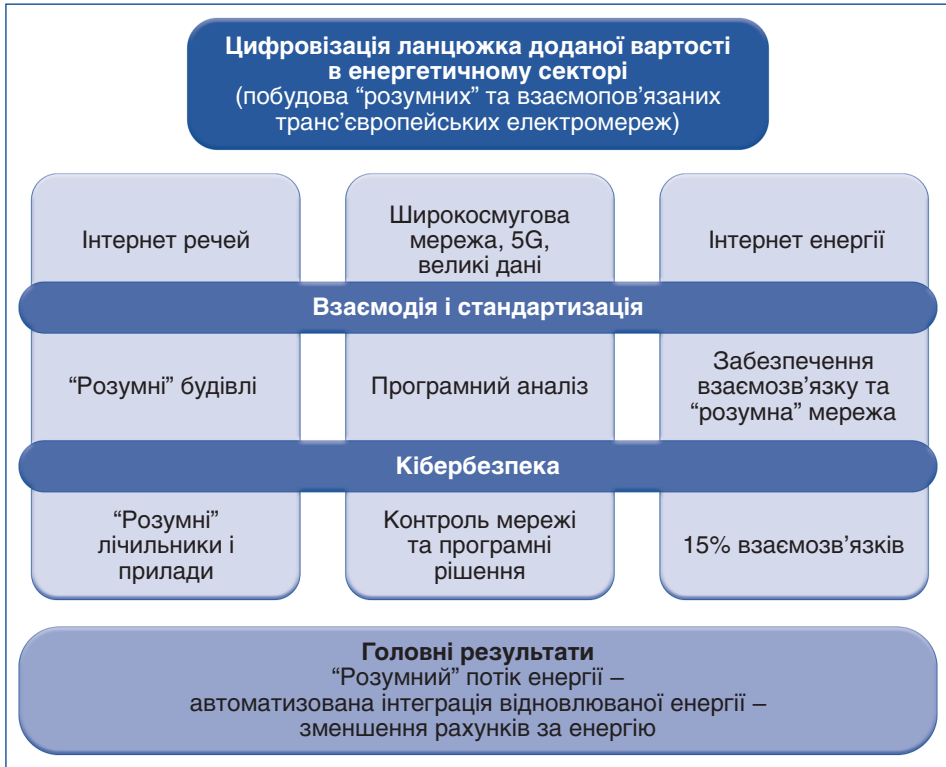 Цифровізація ланцюжка доданої вартості
в енергетичному секторі
(побудова “розумних” та взаємопов’язаних
транс’європейських електромереж)
Інтернет речей
Широкосмугова
мережа, 5G,
великі дані
Інтернет енергії
Взаємодія і стандартизація
“Розумні” будівлі
Програмний аналіз
Забезпечення
взаємозв’язку та
“розумна” мережа
Кібербезпека
“Розумні”
лічильники і
прилади
Контроль мережі
та програмні
рішення
15% взаємозв’язків
Головні результати
“Розумний” потік енергії –
автоматизована інтеграція відновлюваної енергії –
зменшення рахунків за енергію